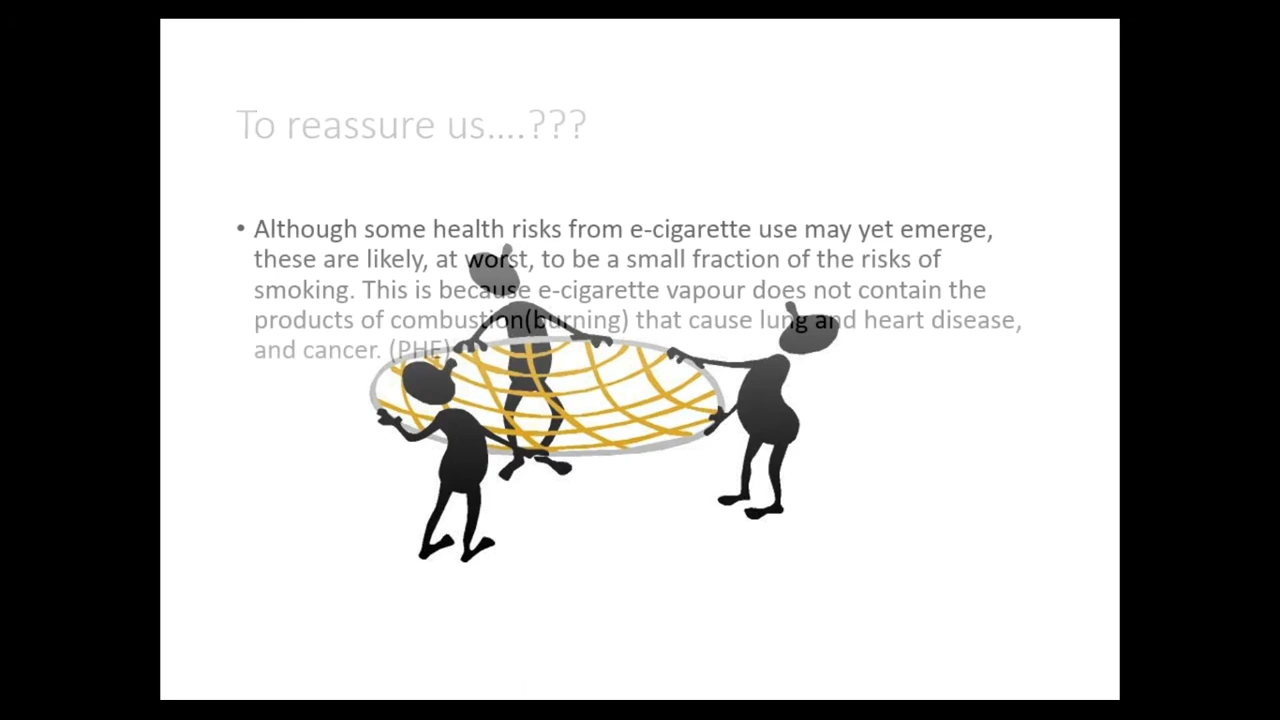 To reassure us....???
• Although some health risks from e-cigarette use may yet emerge,
these are likely, at worst, to be a small fraction of the risks of
smoking. This is because e-cigarette vapour does not contain the
products of combustion(burning) that cause lung and heart disease,
and cancer. (PHE)